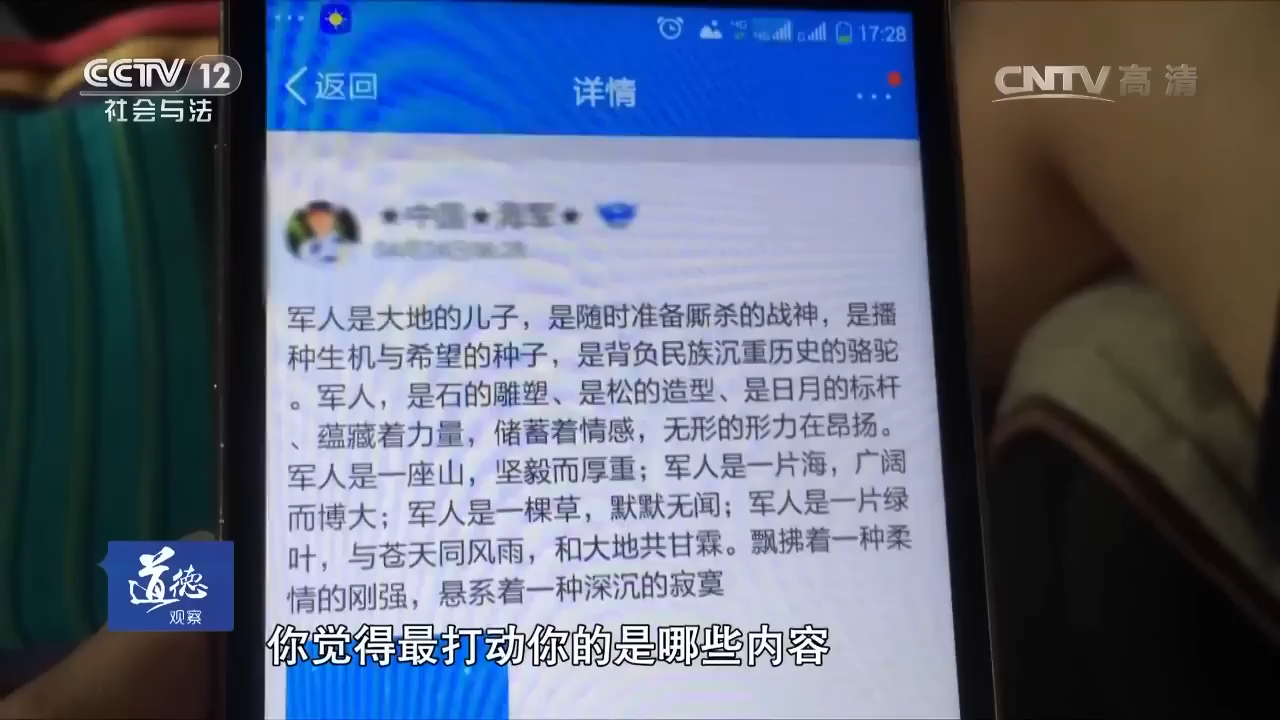 CCTV 12
社会与法
CNTV 高清
4G
4G
G
17:28
返回
详情
★中国★海军★
军人是大地的儿子，是随时准备厮杀的战神，是播
种生机与希望的种子，是背负民族沉重历史的骆驼
。军人，是石的雕塑、是松的造型、是日月的标杆
、蕴藏着力量，储蓄着情感，无形的形力在昂扬。
军人是一座山，坚毅而厚重；军人是一片海，广阔
而博大；军人是一棵草，默默无闻；军人是一片绿
叶，与苍天同风雨，和大地共甘霖。飘拂着一种柔
情的刚强，悬系着一种深沉的寂寞
道德
观察
你觉得最打动你的是哪些内容